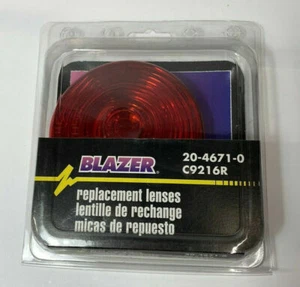 BLAZER
20-4671-0
C9216R
replacement lenses
lentille de rechange
micas de repuesto